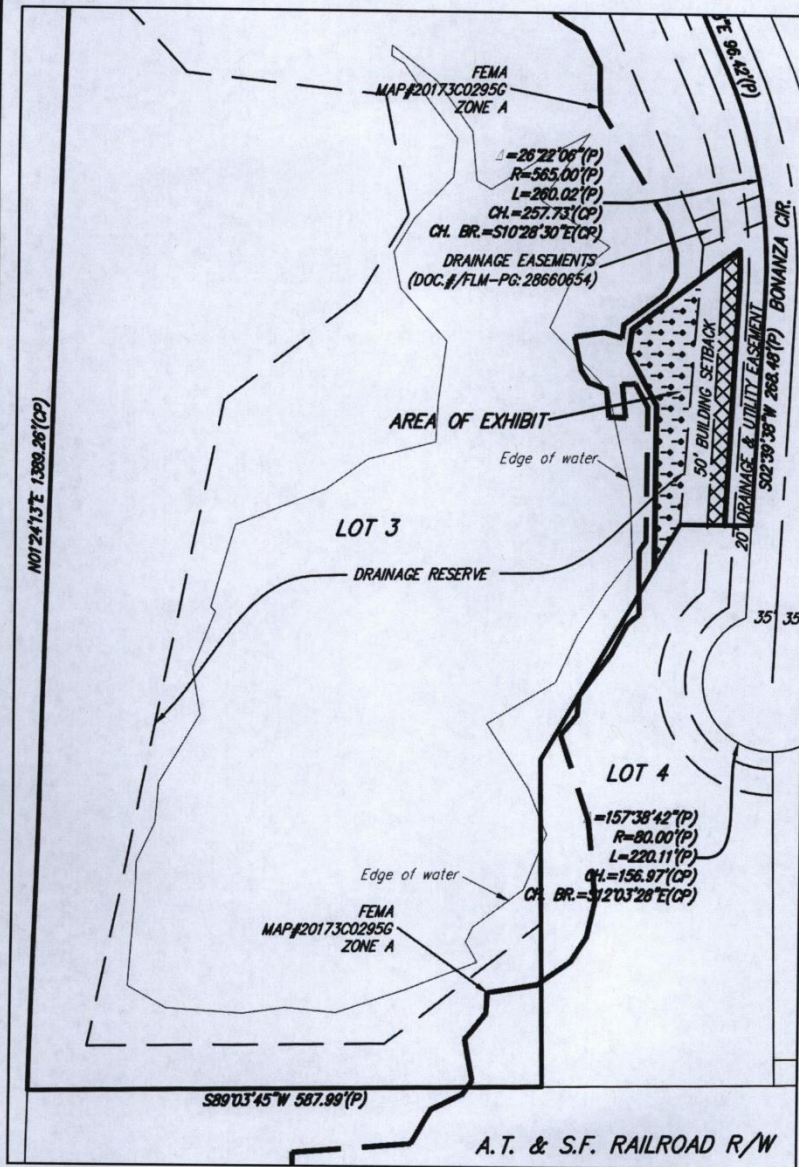 5"E 96.42'(P)
FEMA
MAP#20173C0295G
ZONE A
Δ=26°22'06"(P)
R=565.00'(P)
L=260.02'(P)
CH.=257.73'(CP)
CH. BR.=S10°28'30"E(CP)
DRAINAGE EASEMENTS
(DOC.#/FLM-PG: 28660654)
BONANZA CIR.
S02°39'38"W 268.48'(P)
20' DRAINAGE & UTILITY EASEMENT
50' BUILDING SETBACK
AREA OF EXHIBIT
Edge of water
N01°24'13"E 1389.26'(CP)
LOT 3
DRAINAGE RESERVE
35' 35
LOT 4
=157°38'42"(P)
R=80.00'(P)
L=220.11'(P)
CH.=156.97'(CP)
CH. BR.=S12°03'28"E(CP)
Edge of water
FEMA
MAP#20173C0295G
ZONE A
S89°03'45"W 587.99'(P)
A.T. & S.F. RAILROAD R/W